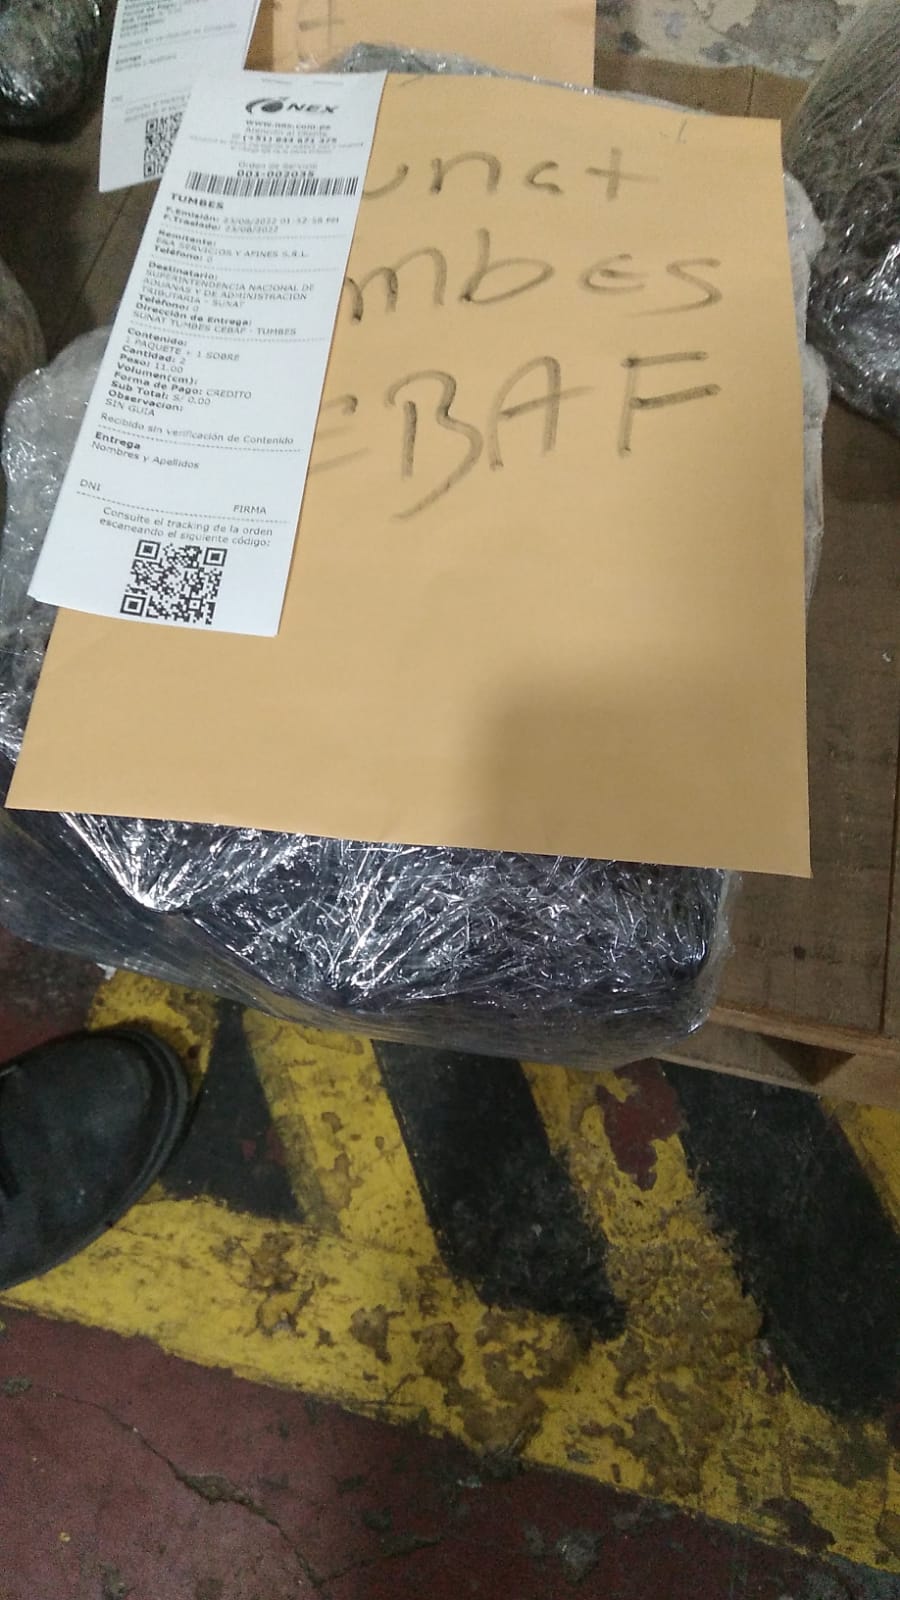 NEX
www.nex.com.pe
Atención al Cliente
Orden de Servicio
001-002035
TUMBES
F.Emisión: 23/08/2022 01:32:58 PM
F.Traslado: 23/08/2022
Remitente:
E&A SERVICIOS Y AFINES S.R.L.
Teléfono: 0
Destinatario:
SUPERINTENDENCIA NACIONAL DE
ADUANAS Y DE ADMINISTRACION
TRIBUTARIA - SUNAT
Teléfono: 0
Dirección de Entrega:
SUNAT TUMBES CEBAF - TUMBES
Contenido:
1 PAQUETE + 1 SOBRE
Cantidad: 2
Peso: 11.00
Volumen(cm):
Forma de Pago: CREDITO
Sub Total: S/ 0.00
Observacion:
SIN GUIA
Recibido sin verificación de Contenido
Entrega
Nombres y Apellidos
DNI
FIRMA
Consulte el tracking de la orden
escaneando el siguiente código:
unat
mbes
EBAF